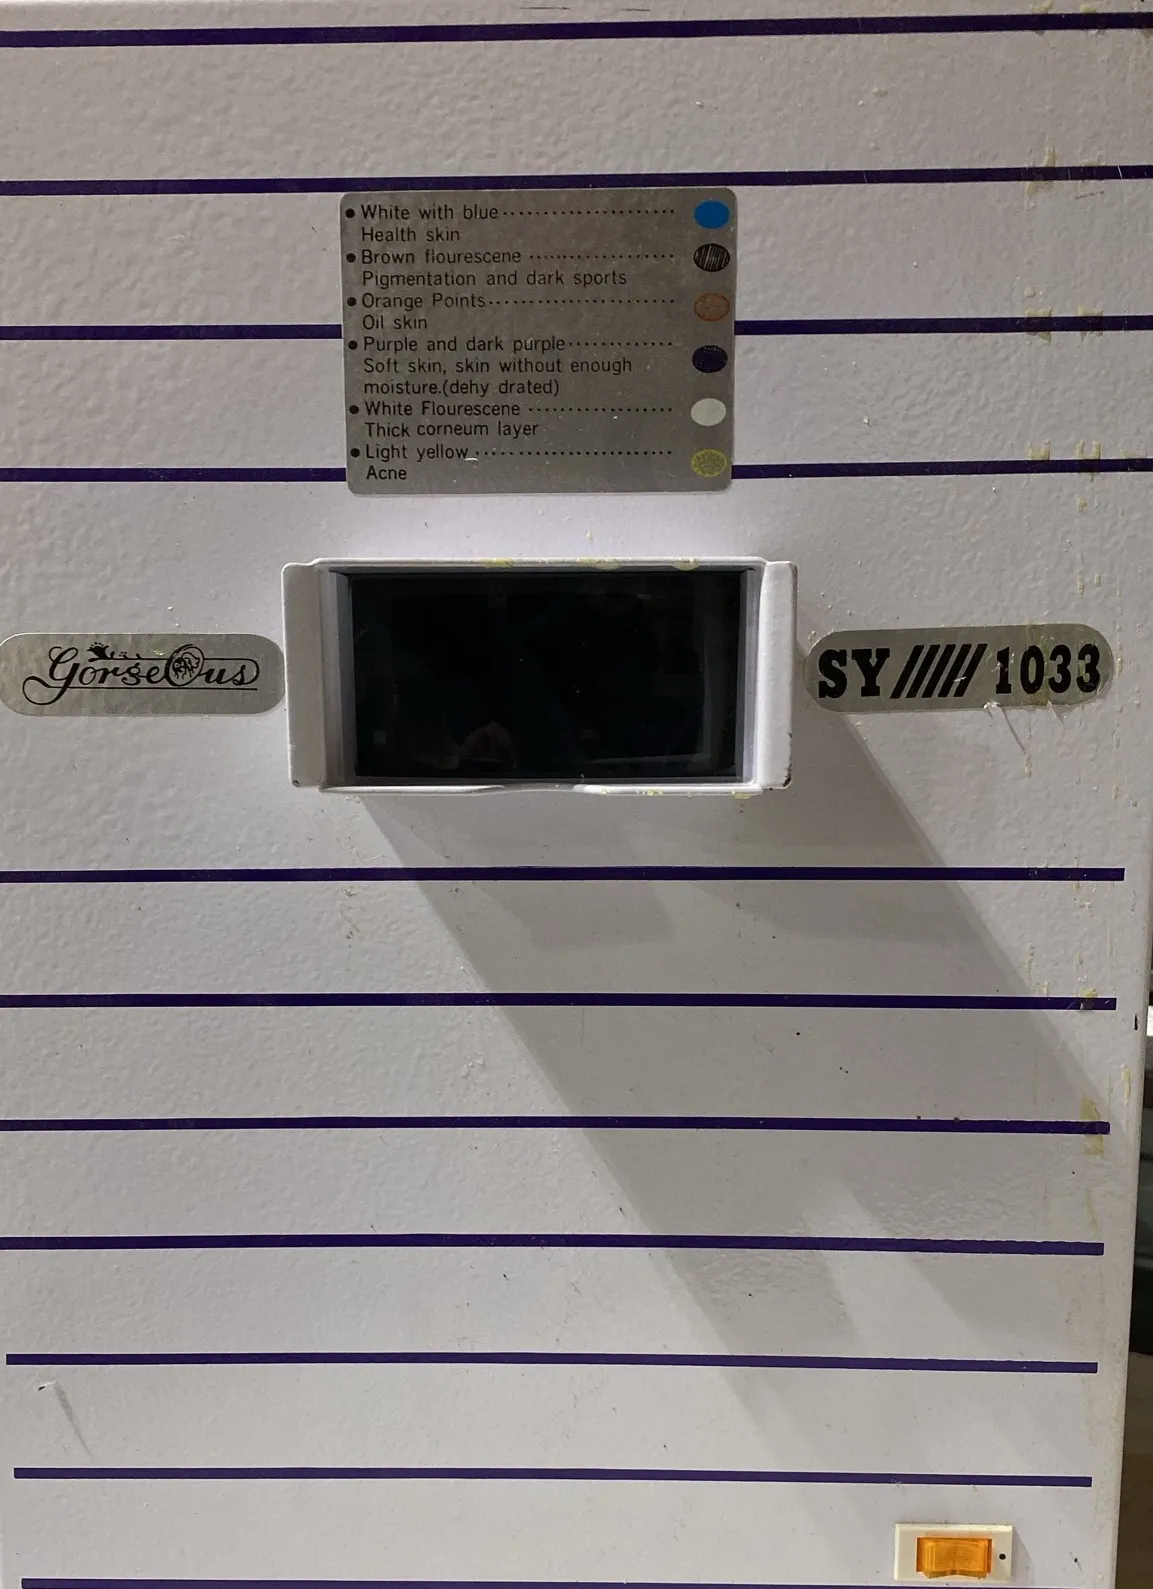 ● White with blue
Health skin
● Brown flourescene
Pigmentation and dark sports
● Orange Points
Oil skin
● Purple and dark purple
Soft skin, skin without enough
moisture.(dehy drated)
● White Flourescene
Thick corneum layer
● Light yellow
Acne
GorgeOus
SY///// 1033